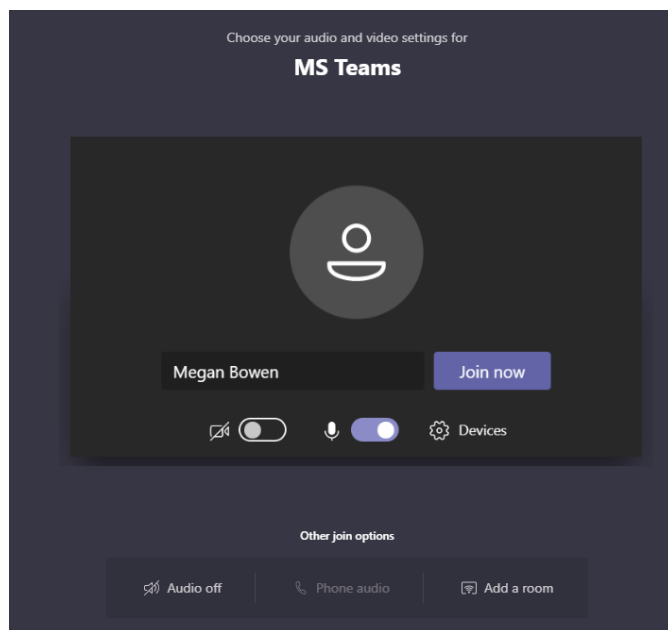 Choose your audio and video settings for
MS Teams
Megan Bowen
Join now
Devices
Other join options
Audio off
Phone audio
Add a room